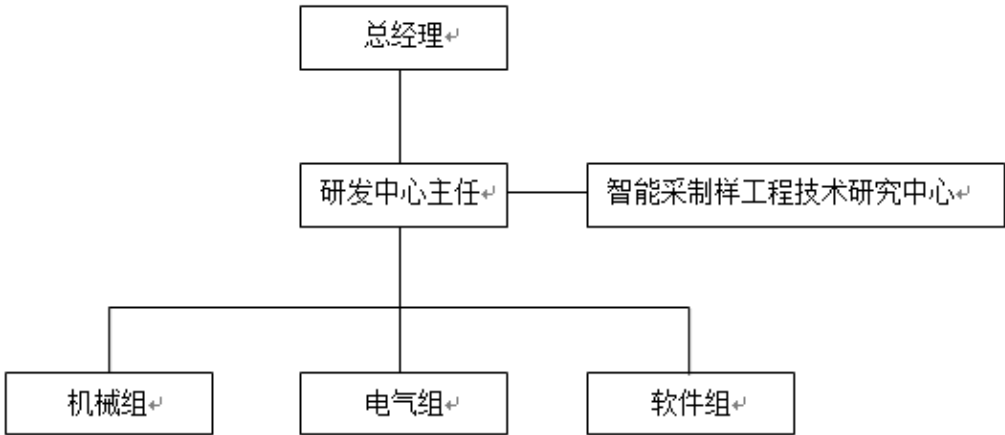 总经理
研发中心主任
智能采制样工程技术研究中心
机械组
电气组
软件组